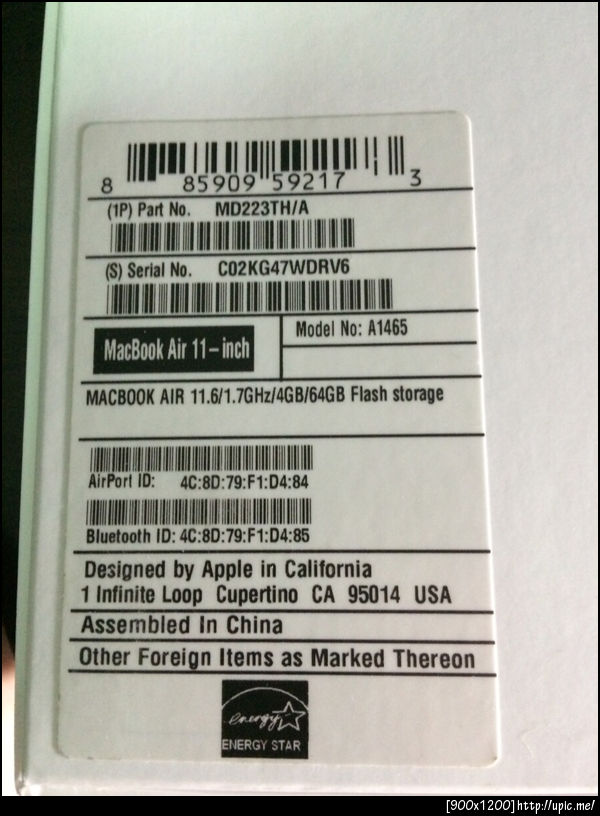 8 85909 59217 3
(1P) Part No. MD223TH/A
(S) Serial No. C02KG47WDRV6
MacBook Air 11-inch
Model No: A1465
MACBOOK AIR 11.6/1.7GHz/4GB/64GB Flash storage
AirPort ID: 4C:8D:79:F1:D4:84
Bluetooth ID: 4C:8D:79:F1:D4:85
Designed by Apple in California
1 Infinite Loop Cupertino CA 95014 USA
Assembled In China
Other Foreign Items as Marked Thereon
energy
ENERGY STAR
[900x1200]http://upic.me/